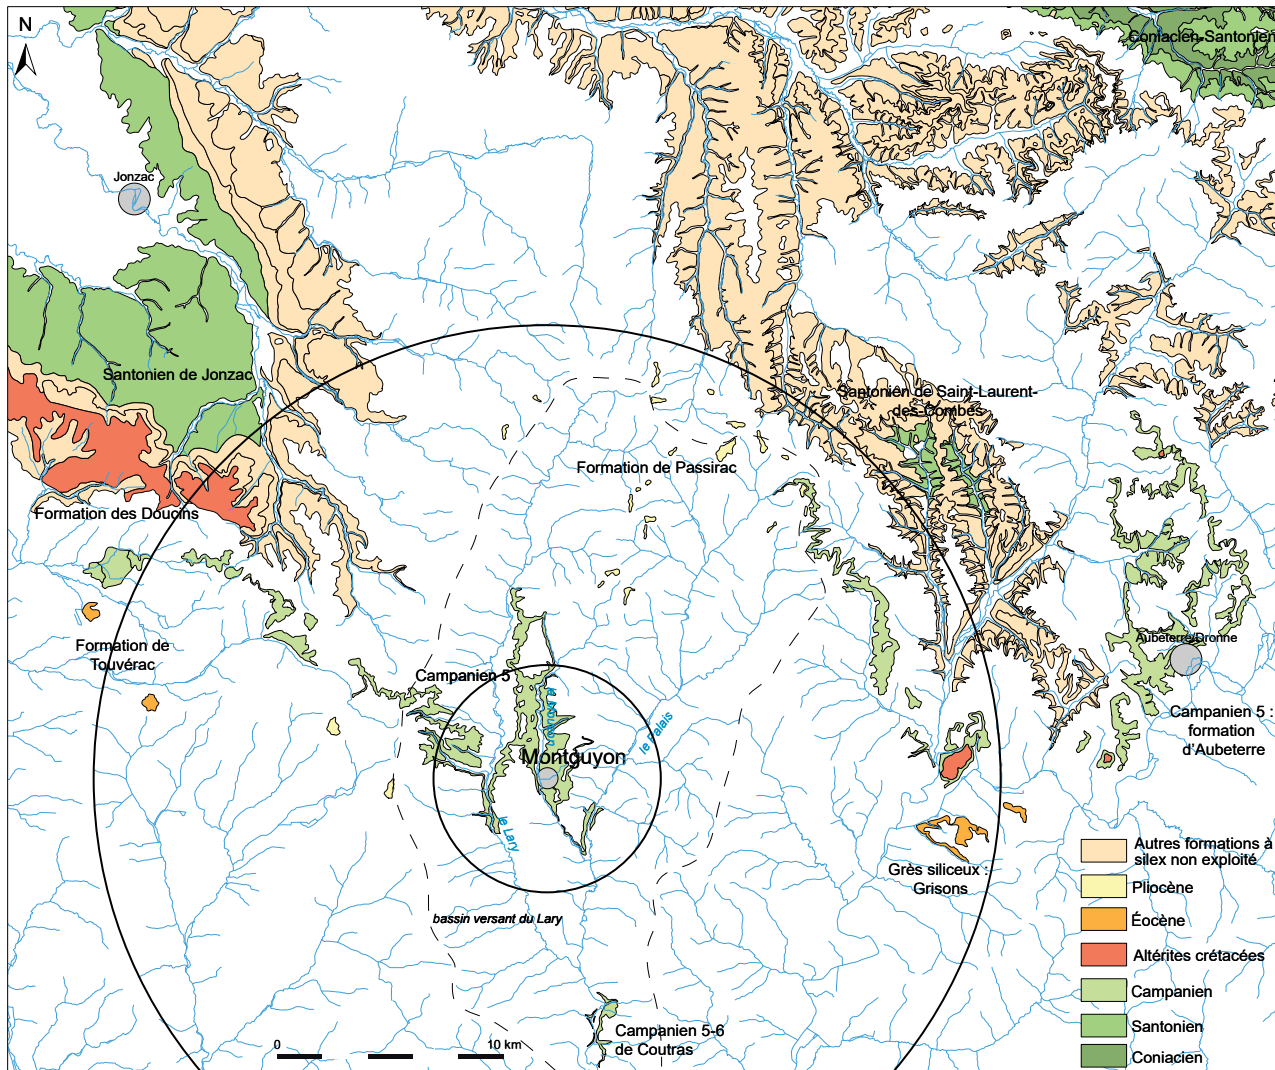 N
Coniacien-Santonien
Jonzac
Santonien de Jonzac
Santonien de Saint-Laurent-
des-Combes
Formation de Passirac
Formation des Doucins
Formation de
Touvérac
Aubeterre/Dronne
Campanien 5
le Mouzon
le Palais
Campanien 5 :
formation
d'Aubeterre
Montguyon
le Lary
Grès siliceux :
Grisons
bassin versant du Lary
Campanien 5-6
de Coutras
0
10 km
Autres formations à
silex non exploité
Pliocène
Éocène
Altérites crétacées
Campanien
Santonien
Coniacien